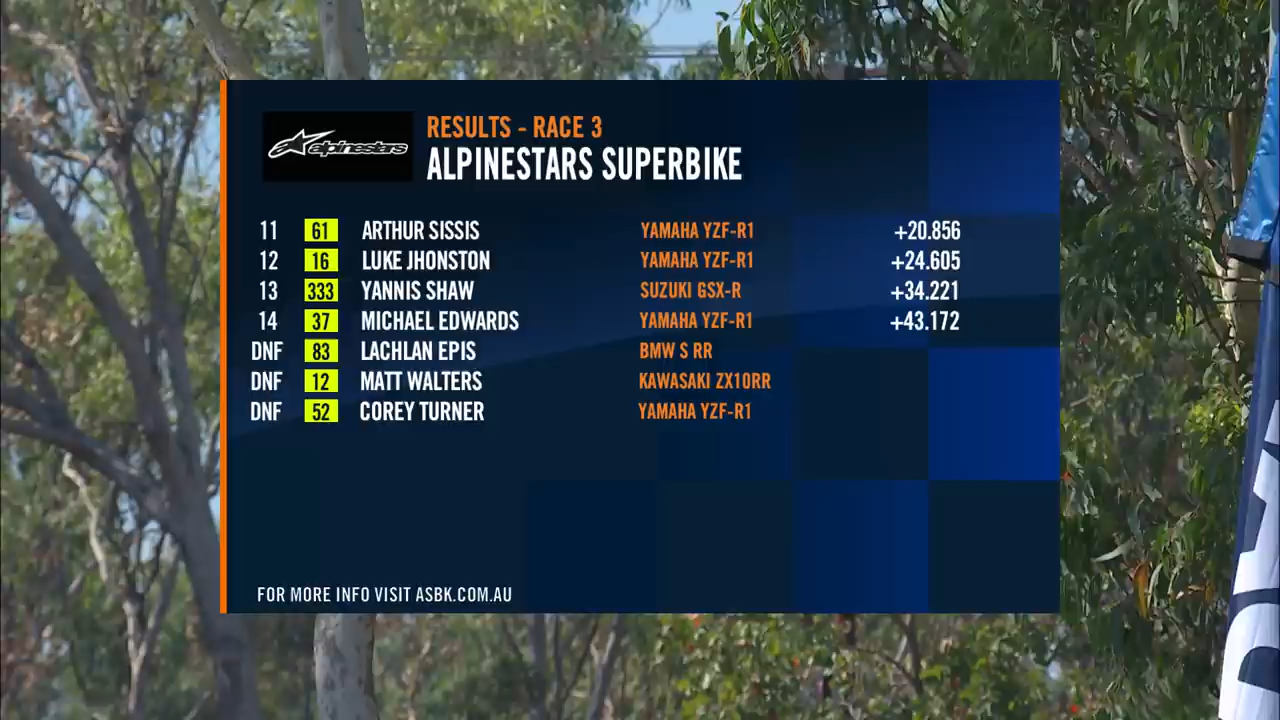 alpinestars
RESULTS - RACE 3
ALPINESTARS SUPERBIKE
11 61 ARTHUR SISSIS YAMAHA YZF-R1 +20.856
12 16 LUKE JHONSTON YAMAHA YZF-R1 +24.605
13 333 YANNIS SHAW SUZUKI GSX-R +34.221
14 37 MICHAEL EDWARDS YAMAHA YZF-R1 +43.172
DNF 83 LACHLAN EPIS BMW S RR
DNF 12 MATT WALTERS KAWASAKI ZX10RR
DNF 52 COREY TURNER YAMAHA YZF-R1
FOR MORE INFO VISIT ASBK.COM.AU